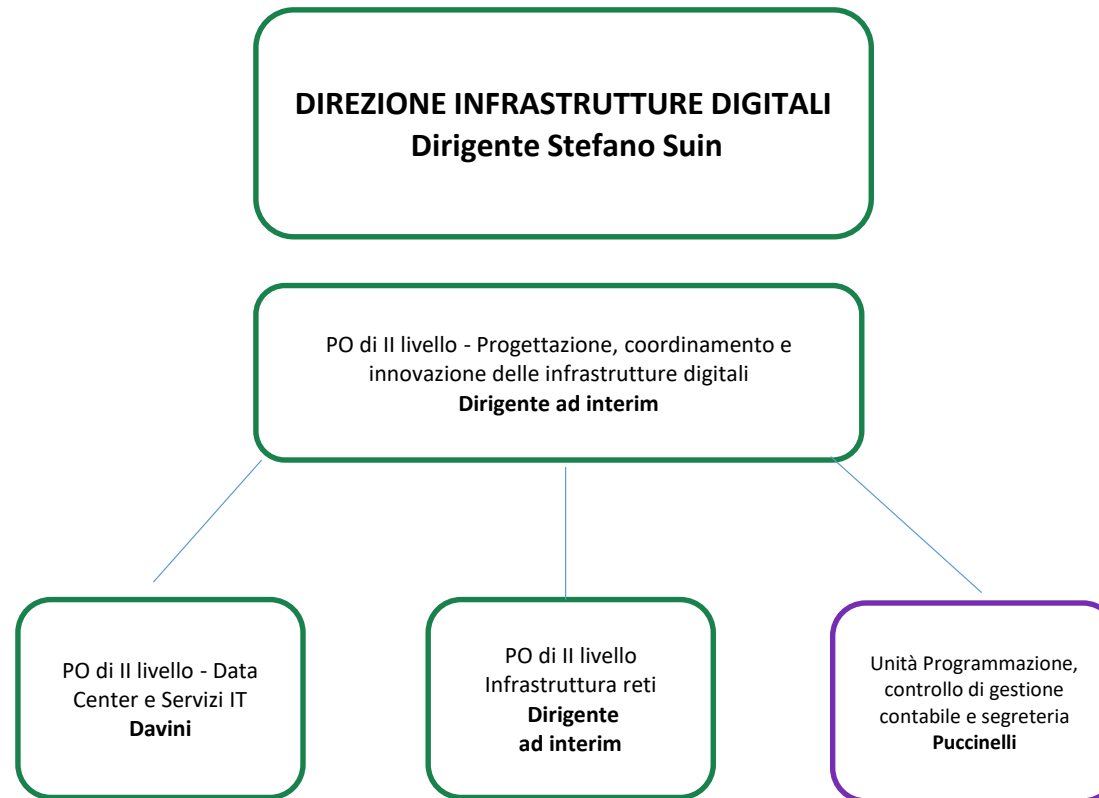 DIREZIONE INFRASTRUTTURE DIGITALI
Dirigente Stefano Suin
PO di II livello - Progettazione, coordinamento e
innovazione delle infrastrutture digitali
Dirigente ad interim
PO di II livello - Data
Center e Servizi IT
Davini
PO di II livello
Infrastruttura reti
Dirigente
ad interim
Unità Programmazione,
controllo di gestione
contabile e segreteria
Puccinelli